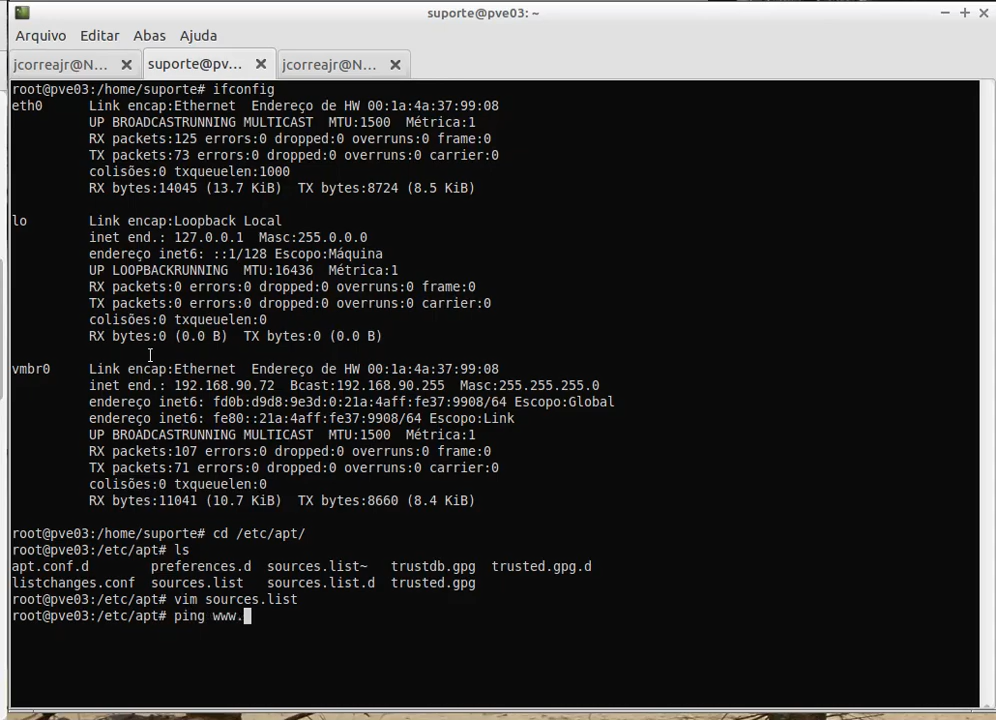 suporte@pve03: ~
Arquivo Editar Abas Ajuda
jcorreajr@N... suporte@pv... jcorreajr@N...
root@pve03:/home/suporte# ifconfig
eth0 Link encap:Ethernet Endereço de HW 00:1a:4a:37:99:08
UP BROADCASTRUNNING MULTICAST MTU:1500 Métrica:1
RX packets:125 errors:0 dropped:0 overruns:0 frame:0
TX packets:73 errors:0 dropped:0 overruns:0 carrier:0
colisões:0 txqueuelen:1000
RX bytes:14045 (13.7 KiB) TX bytes:8724 (8.5 KiB)
lo Link encap:Loopback Local
inet end.: 127.0.0.1 Masc:255.0.0.0
endereço inet6: ::1/128 Escopo:Máquina
UP LOOPBACKRUNNING MTU:16436 Métrica:1
RX packets:0 errors:0 dropped:0 overruns:0 frame:0
TX packets:0 errors:0 dropped:0 overruns:0 carrier:0
colisões:0 txqueuelen:0
RX bytes:0 (0.0 B) TX bytes:0 (0.0 B)
vmbr0 Link encap:Ethernet Endereço de HW 00:1a:4a:37:99:08
inet end.: 192.168.90.72 Bcast:192.168.90.255 Masc:255.255.255.0
endereço inet6: fd0b:d9d8:9e3d:0:21a:4aff:fe37:9908/64 Escopo:Global
endereço inet6: fe80::21a:4aff:fe37:9908/64 Escopo:Link
UP BROADCASTRUNNING MULTICAST MTU:1500 Métrica:1
RX packets:107 errors:0 dropped:0 overruns:0 frame:0
TX packets:71 errors:0 dropped:0 overruns:0 carrier:0
colisões:0 txqueuelen:0
RX bytes:11041 (10.7 KiB) TX bytes:8660 (8.4 KiB)
root@pve03:/home/suporte# cd /etc/apt/
root@pve03:/etc/apt# ls
apt.conf.d preferences.d sources.list~ trustdb.gpg trusted.gpg.d
listchanges.conf sources.list sources.list.d trusted.gpg
root@pve03:/etc/apt# vim sources.list
root@pve03:/etc/apt# ping www.